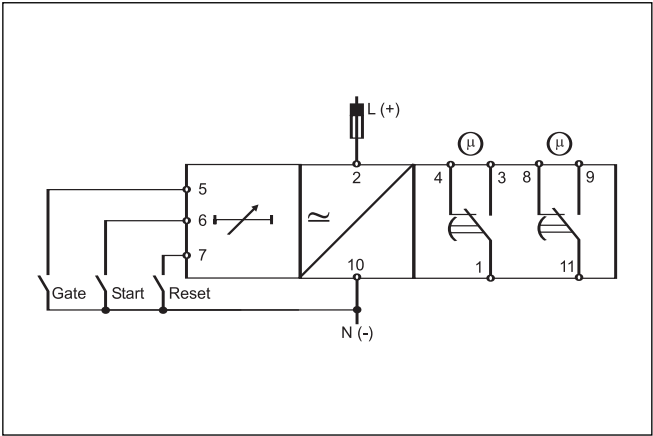 L (+)
μ μ
2 4 3 8 9
5
6
≃
7
10 1 11
Gate Start Reset
N (-)